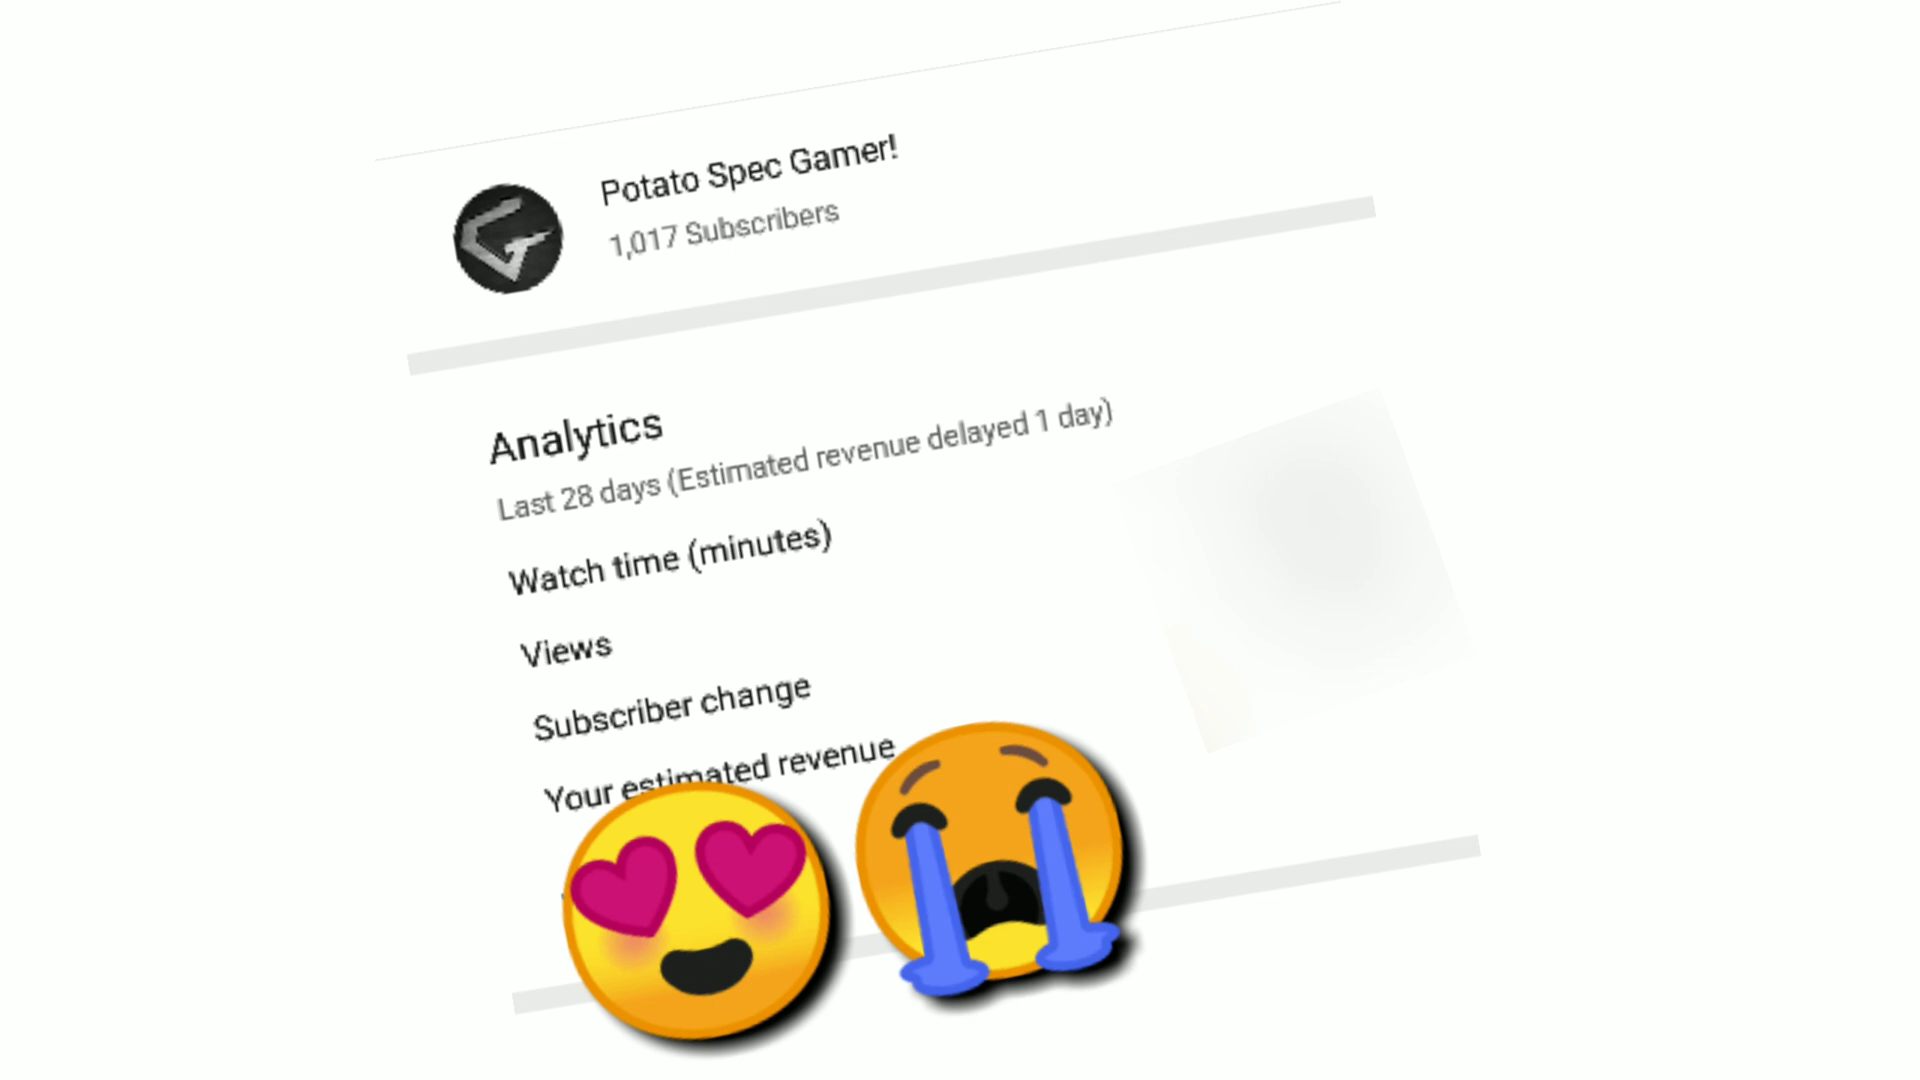 Potato Spec Gamer!
1,017 Subscribers
Analytics
Last 28 days (Estimated revenue delayed 1 day)
Watch time (minutes)
Views
Subscriber change
Your estimated revenue